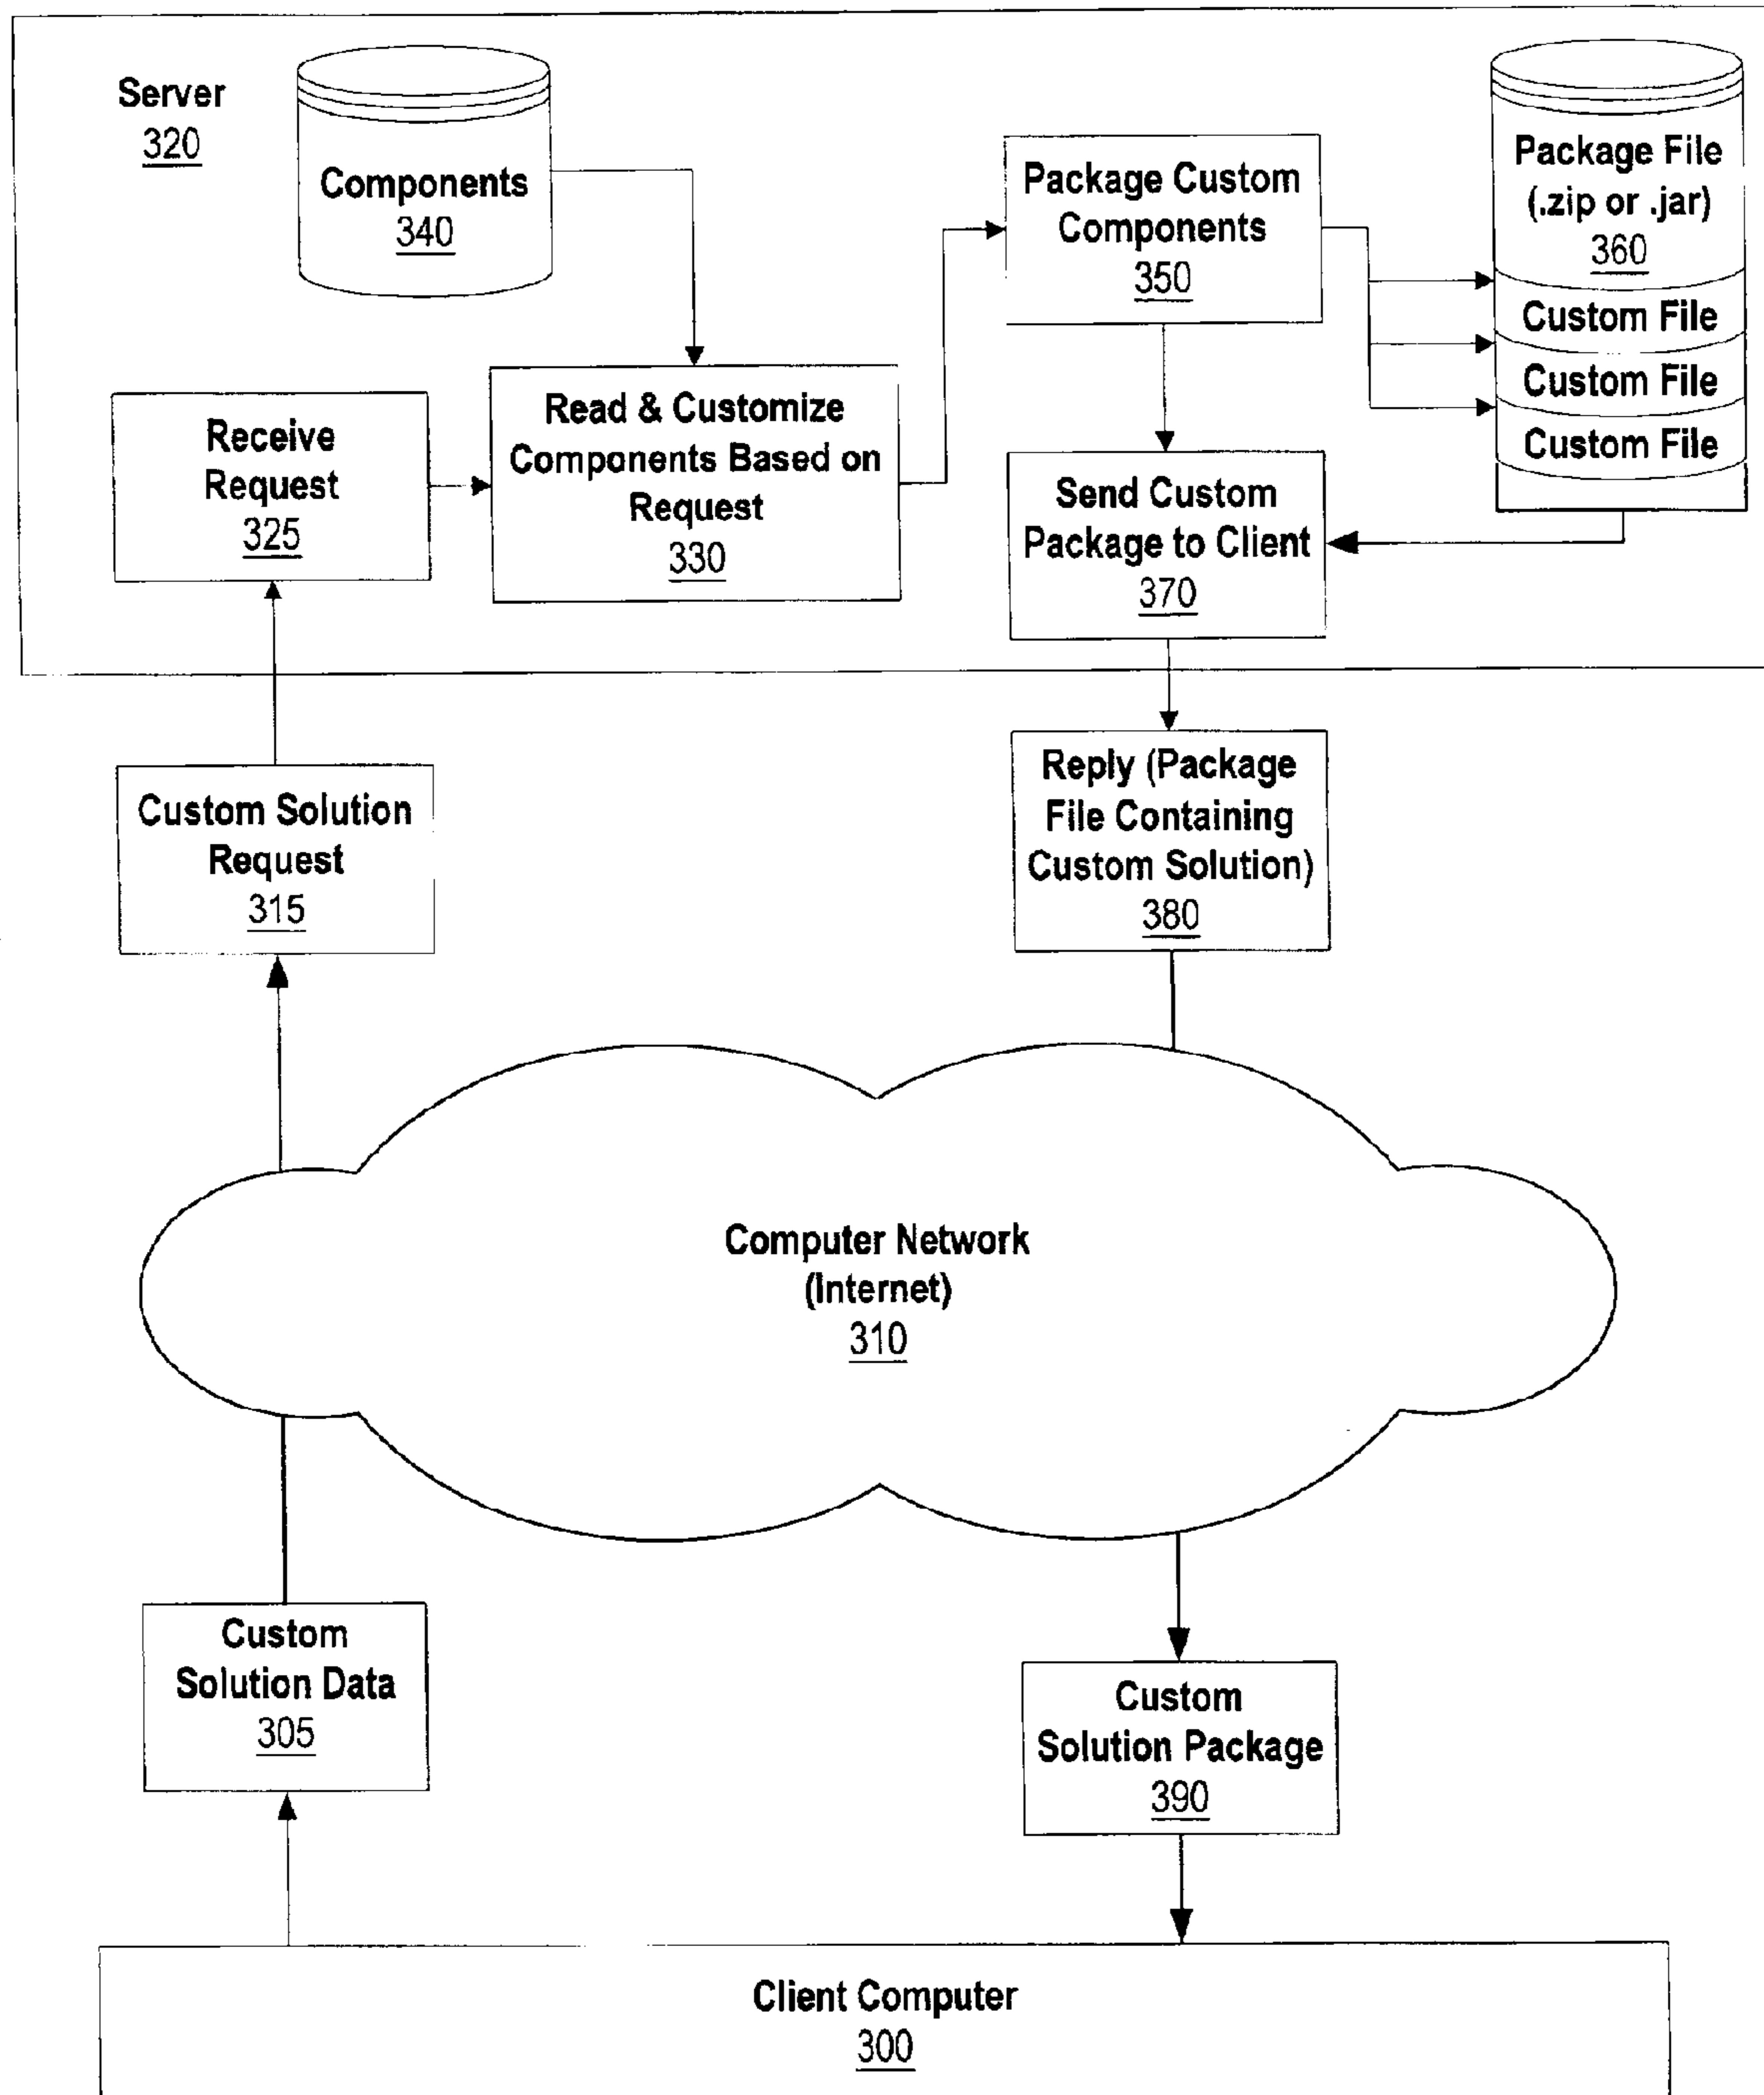 Server
320
Components
340
Package Custom
Components
350
Package File
(.zip or .jar)
360
Custom File
Custom File
Custom File
Receive
Request
325
Read & Customize
Components Based on
Request
330
Send Custom
Package to Client
370
Custom Solution
Request
315
Reply (Package
File Containing
Custom Solution)
380
Computer Network
(Internet)
310
Custom
Solution Data
305
Custom
Solution Package
390
Client Computer
300